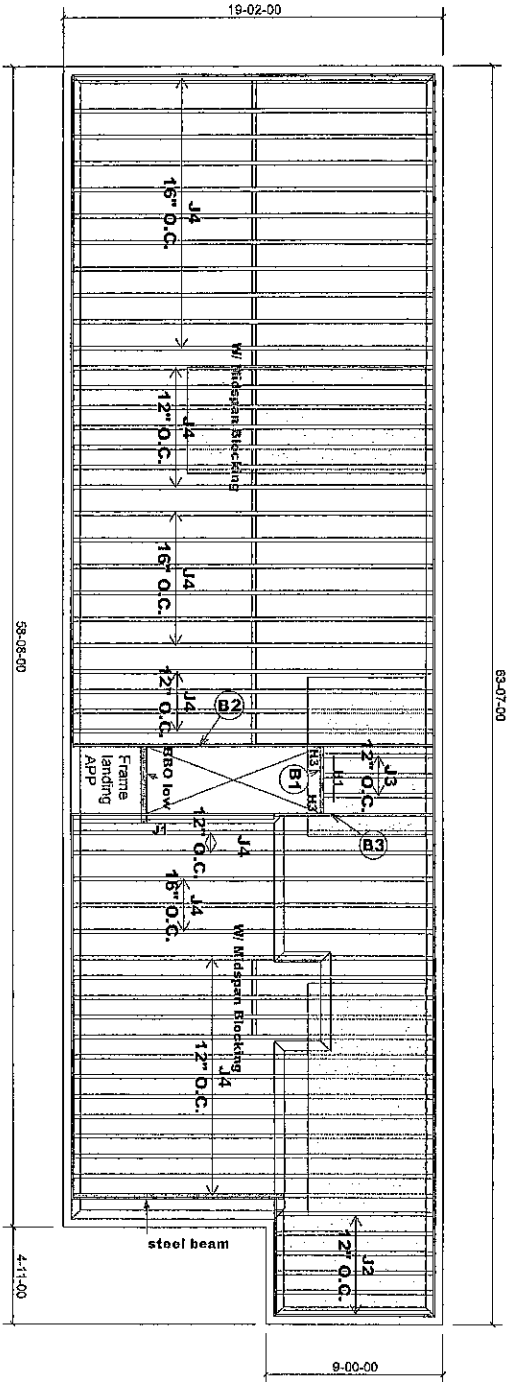 19-02-00
J4
16" O.C.
W/ Midspan Blocking
J4
12" O.C.
J4
16" O.C.
J4
12" O.C.
B2
58-08-00
63-07-00
BBO low
Frame
landing
APP
H3
B1
H3
H1
J3
12" O.C.
B3
J1
J4
12" O.C.
J4
16" O.C.
W/ Midspan Blocking
J4
12" O.C.
steel beam
J2
12" O.C.
4-11-00
9-00-00